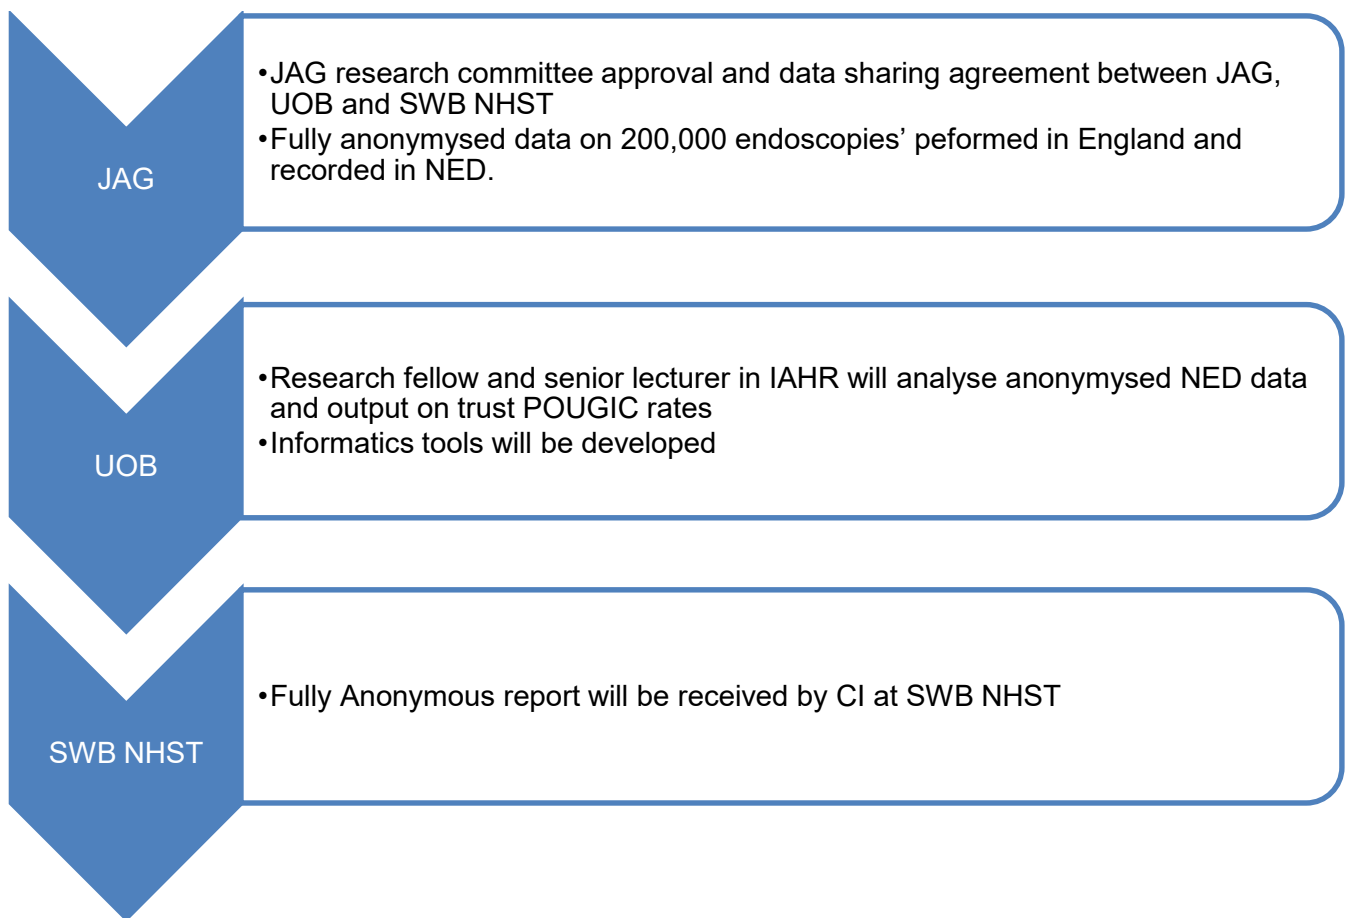 JAG
•JAG research committee approval and data sharing agreement between JAG,
UOB and SWB NHST
•Fully anonymysed data on 200,000 endoscopies’ peformed in England and
recorded in NED.
UOB
•Research fellow and senior lecturer in IAHR will analyse anonymysed NED data
and output on trust POUGIC rates
•Informatics tools will be developed
SWB NHST
•Fully Anonymous report will be received by CI at SWB NHST